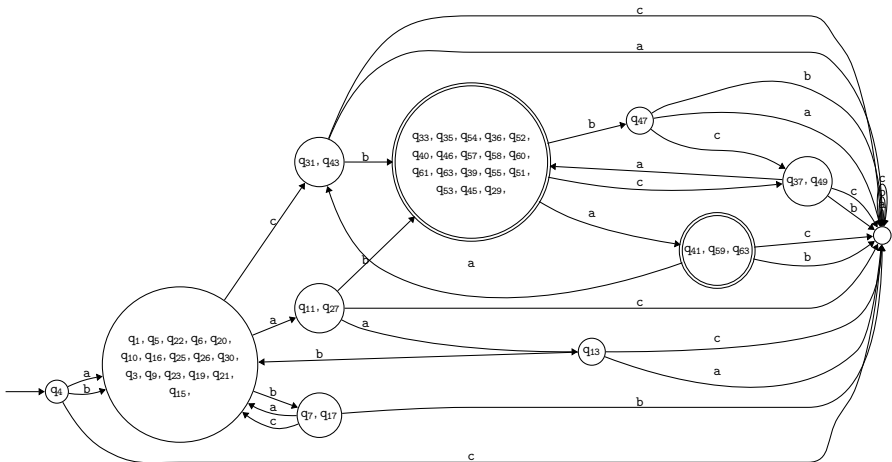 c
a
b
b
a
c
q33, q35, q54, q36, q52,
q40, q46, q57, q58, q60,
q61, q63, q39, q55, q51,
q53, q45, q29,
q47
q31, q43
b
a
c
q37, q49
c
b
c
a
q41, q59, q63
c
b
b
a
q11, q27
c
a
a
q1, q5, q22, q6, q20,
q10, q16, q25, q26, q30,
q3, q9, q23, q19, q21,
q15,
b
q13
c
a
q4
a
b
b
a
c
q7, q17
b
c